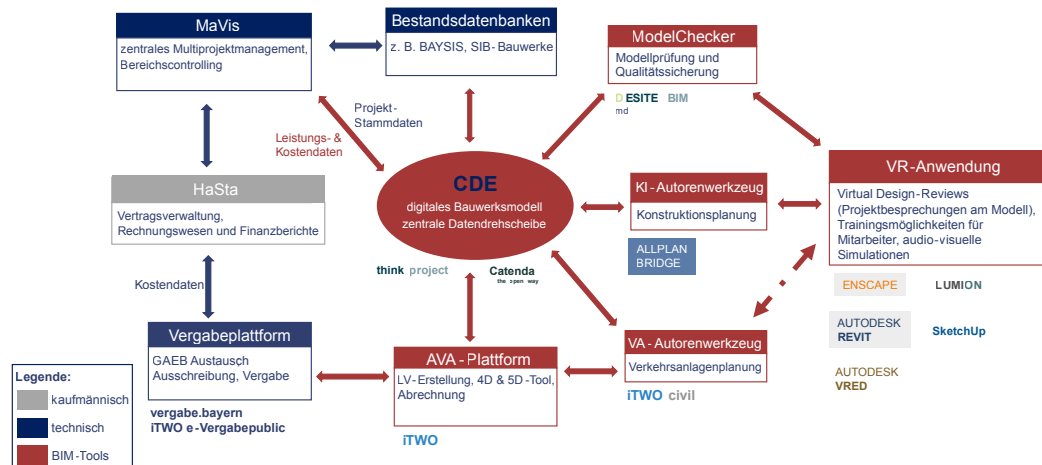 MaVis
zentrales Multiprojektmanagement,
Bereichscontrolling
Bestandsdatenbanken
z. B. BAYSIS, SIB-Bauwerke
ModelChecker
Modellprüfung und
Qualitätssicherung
DESITE BIM
md
Projekt-
Stammdaten
Leistungs- &
Kostendaten
HaSta
Vertragsverwaltung,
Rechnungswesen und Finanzberichte
CDE
digitales Bauwerksmodell
zentrale Datendrehscheibe
think project
Catenda
the open way
KI-Autorenwerkzeug
Konstruktionsplanung
ALLPLAN
BRIDGE
VR-Anwendung
Virtual Design-Reviews
(Projektbesprechungen am Modell),
Trainingsmöglichkeiten für
Mitarbeiter, audio-visuelle
Simulationen
ENSCAPE
LUMION
AUTODESK
REVIT
SketchUp
AUTODESK
VRED
Kostendaten
Vergabeplattform
GAEB Austausch
Ausschreibung, Vergabe
vergabe.bayern
iTWO e-Vergabepublic
AVA-Plattform
LV-Erstellung, 4D & 5D-Tool,
Abrechnung
iTWO
VA-Autorenwerkzeug
Verkehrsanlagenplanung
iTWO civil
Legende:
kaufmännisch
technisch
BIM-Tools